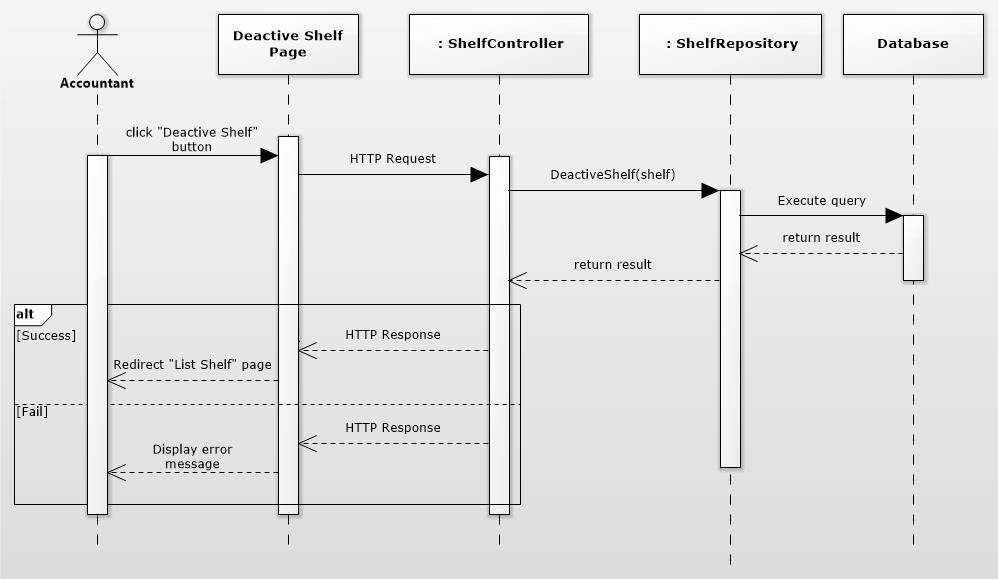 Deactive Shelf
Page
: ShelfController
: ShelfRepository
Database
Accountant
click "Deactive Shelf"
button
HTTP Request
DeactiveShelf(shelf)
Execute query
return result
return result
alt
[Success]
HTTP Response
Redirect "List Shelf" page
[Fail]
HTTP Response
Display error
message